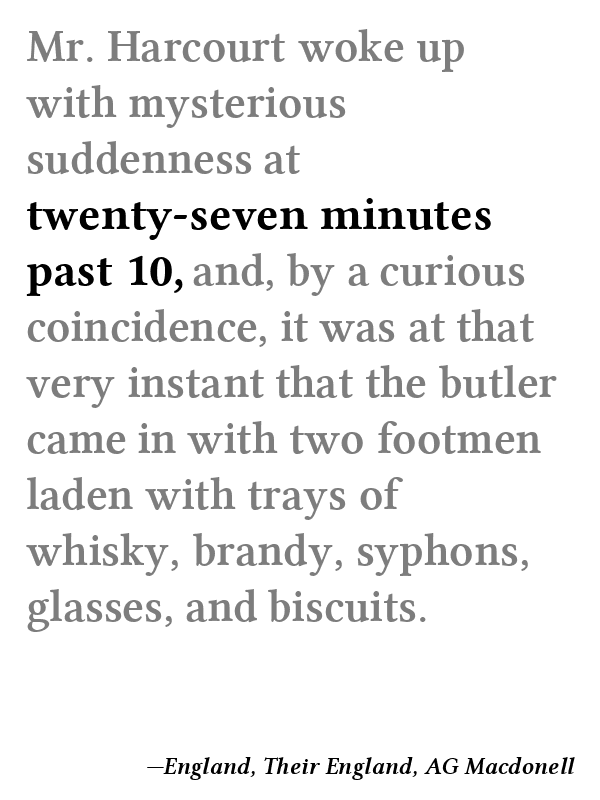 Mr. Harcourt woke up
with mysterious
suddenness at
twenty-seven minutes
past 10, and, by a curious
coincidence, it was at that
very instant that the butler
came in with two footmen
laden with trays of
whisky, brandy, syphons,
glasses, and biscuits.
—England, Their England, AG Macdonell